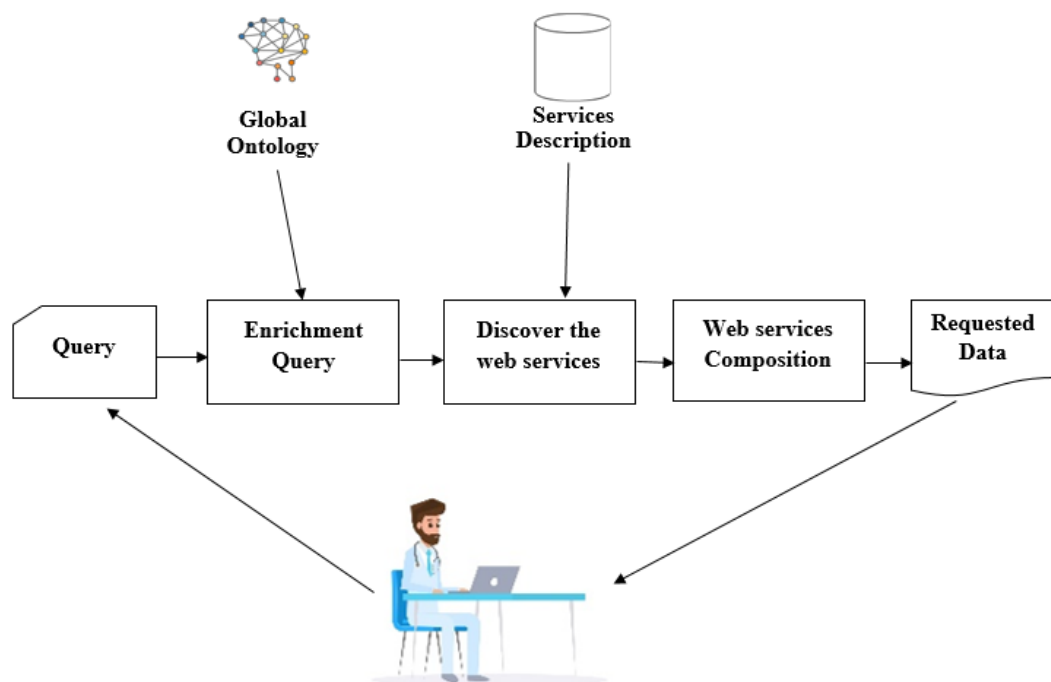 Global
Ontology
Services
Description
Query
Enrichment
Query
Discover the
web services
Web services
Composition
Requested
Data